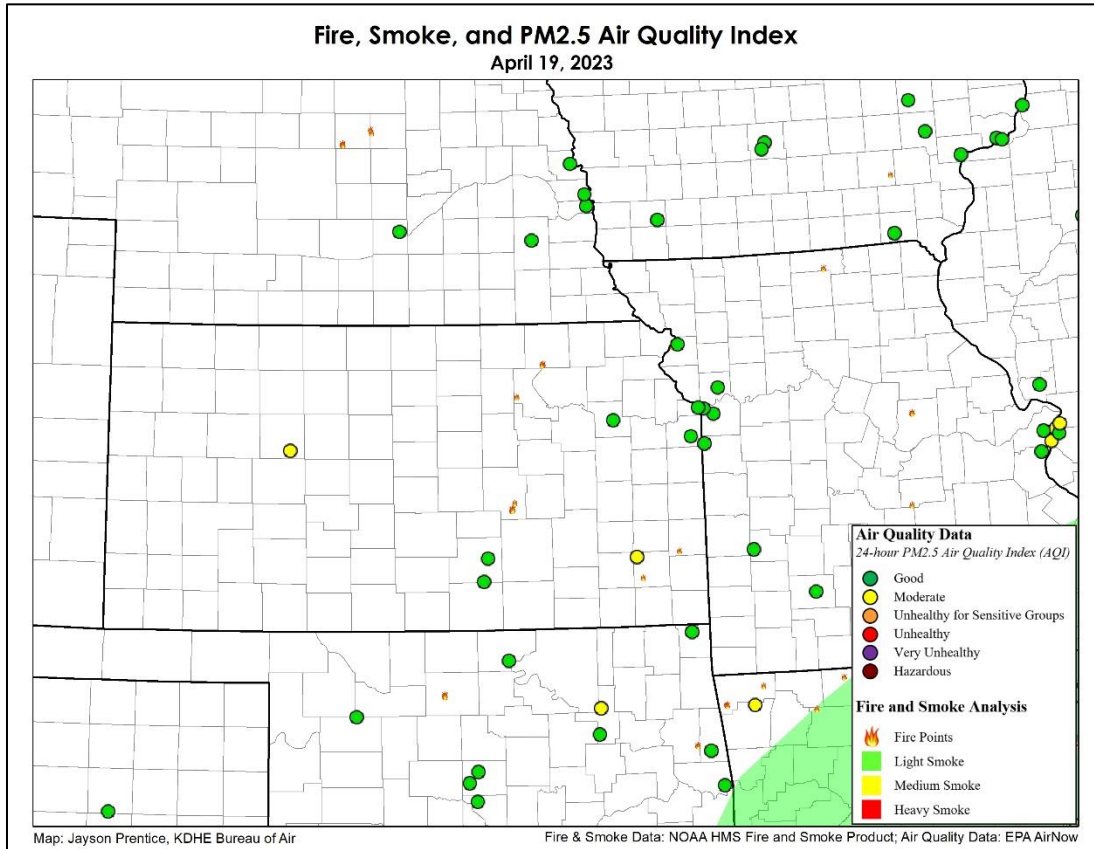 Fire, Smoke, and PM2.5 Air Quality Index
April 19, 2023
Air Quality Data
24-hour PM2.5 Air Quality Index (AQI)
Good
Moderate
Unhealthy for Sensitive Groups
Unhealthy
Very Unhealthy
Hazardous
Fire and Smoke Analysis
Fire Points
Light Smoke
Medium Smoke
Heavy Smoke
Map: Jayson Prentice, KDHE Bureau of Air
Fire & Smoke Data: NOAA HMS Fire and Smoke Product; Air Quality Data: EPA AirNow